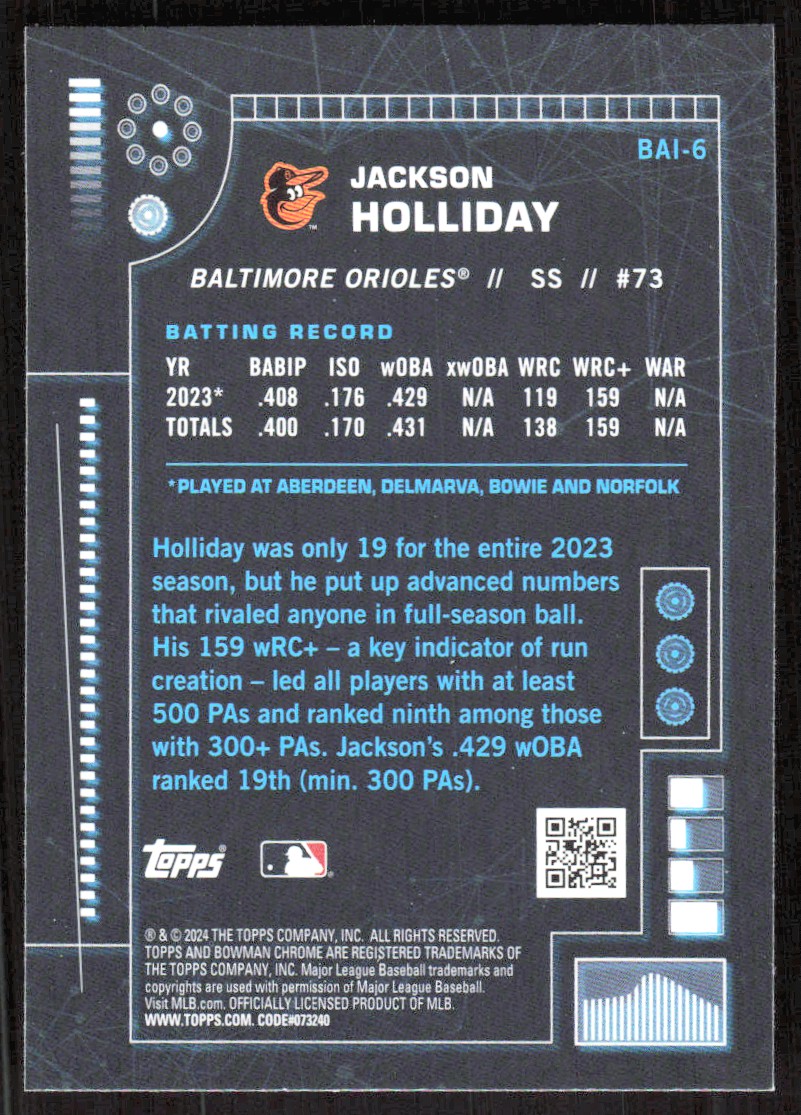 BAI-6
JACKSON
HOLLIDAY
BALTIMORE ORIOLES® // SS // #73
BATTING RECORD
YR BABIP ISO wOBA xwOBA WRC WRC+ WAR
2023* .408 .176 .429 N/A 119 159 N/A
TOTALS .400 .170 .431 N/A 138 159 N/A
*PLAYED AT ABERDEEN, DELMARVA, BOWIE AND NORFOLK
Holliday was only 19 for the entire 2023
season, but he put up advanced numbers
that rivaled anyone in full-season ball.
His 159 wRC+ – a key indicator of run
creation – led all players with at least
500 PAs and ranked ninth among those
with 300+ PAs. Jackson's .429 wOBA
ranked 19th (min. 300 PAs).
Topps®
® & © 2024 THE TOPPS COMPANY, INC. ALL RIGHTS RESERVED.
TOPPS AND BOWMAN CHROME ARE REGISTERED TRADEMARKS OF
THE TOPPS COMPANY, INC. Major League Baseball trademarks and
copyrights are used with permission of Major League Baseball.
Visit MLB.com. OFFICIALLY LICENSED PRODUCT OF MLB.
WWW.TOPPS.COM. CODE#073240